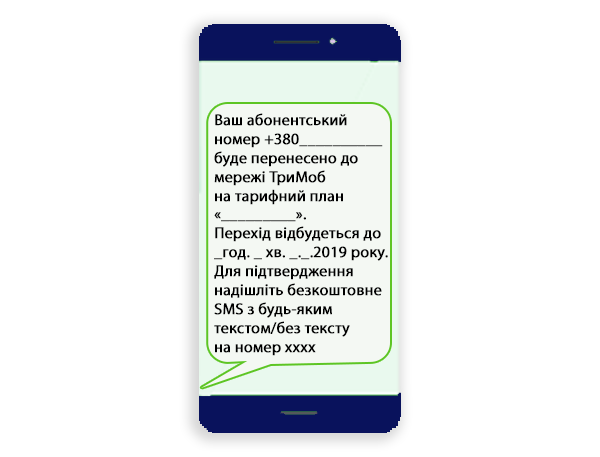 Ваш абонентський
номер +380__________
буде перенесено до
мережі ТриМоб
на тарифний план
«_________».
Перехід відбудеться до
_год. _ хв. _._.2019 року.
Для підтвердження
надішліть безкоштовне
SMS з будь-яким
текстом/без тексту
на номер хххх